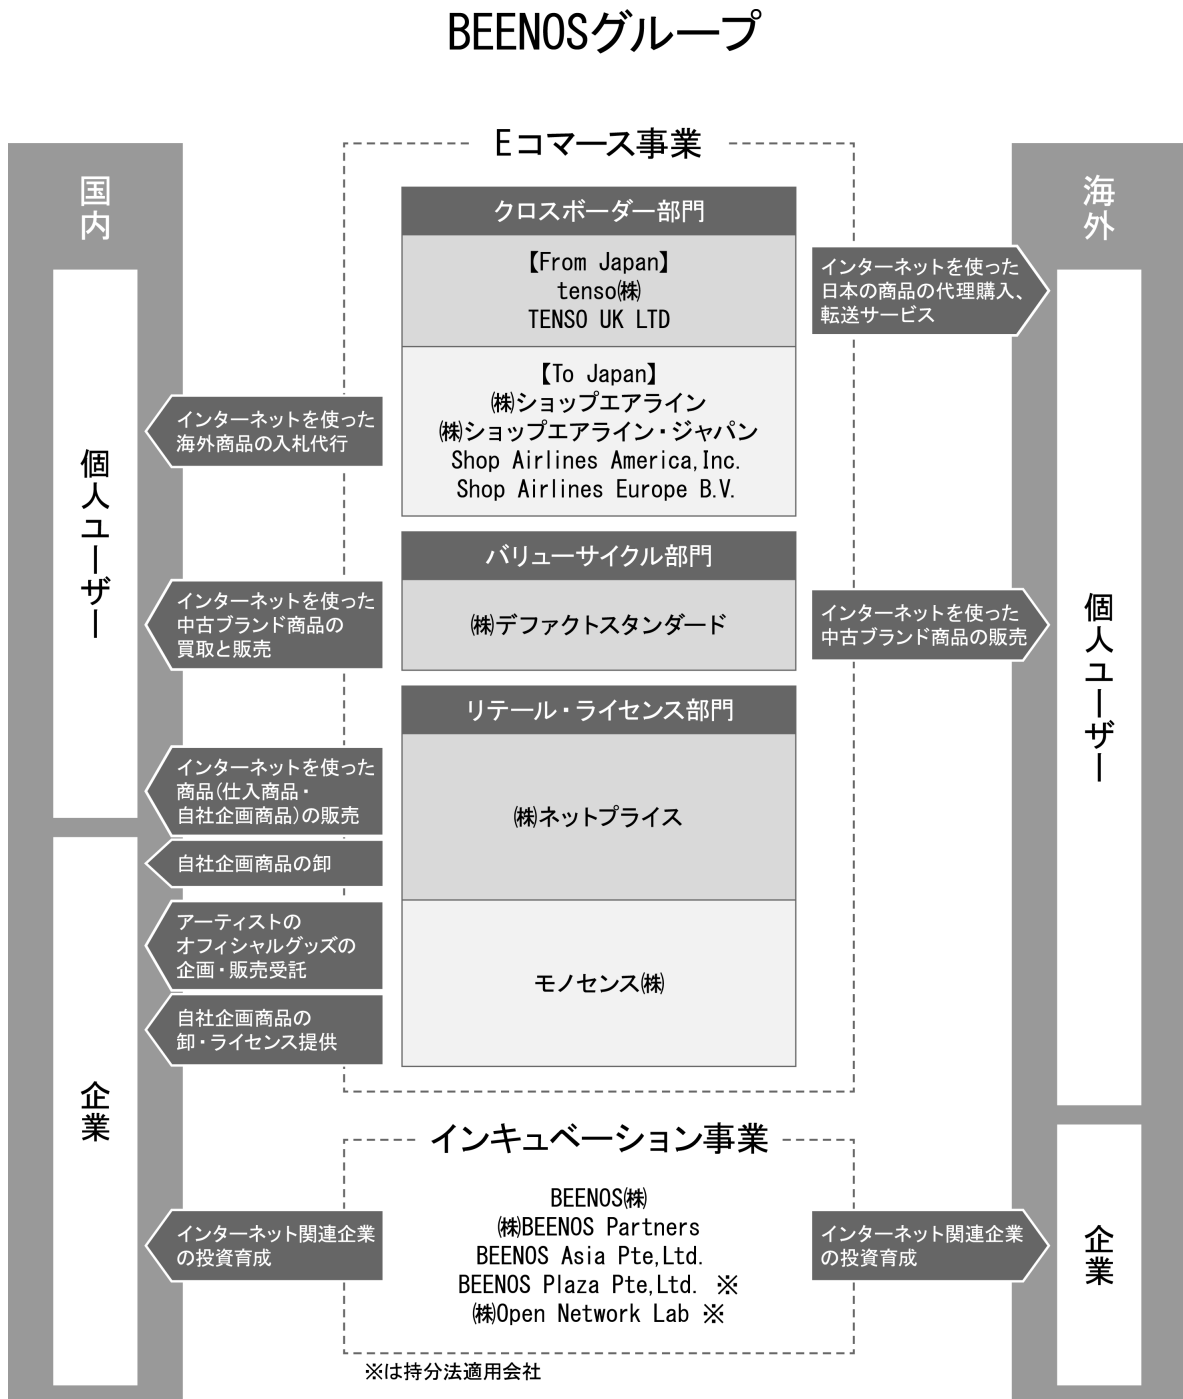 BEENOSグループ
Eコマース事業
国内
海外
クロスボーダー部門
【From Japan】
tenso㈱
TENSO UK LTD
インターネットを使った
日本の商品の代理購入、
転送サービス
【To Japan】
㈱ショップエアライン
㈱ショップエアライン・ジャパン
Shop Airlines America,Inc.
Shop Airlines Europe B.V.
インターネットを使った
海外商品の入札代行
個人ユーザー
バリューサイクル部門
㈱デファクトスタンダード
インターネットを使った
中古ブランド商品の
買取と販売
インターネットを使った
中古ブランド商品の販売
個人ユーザー
リテール・ライセンス部門
㈱ネットプライス
インターネットを使った
商品(仕入商品・
自社企画商品)の販売
自社企画商品の卸
モノセンス㈱
アーティストの
オフィシャルグッズの
企画・販売受託
自社企画商品の
卸・ライセンス提供
企業
インキュベーション事業
BEENOS㈱
㈱BEENOS Partners
BEENOS Asia Pte,Ltd.
BEENOS Plaza Pte,Ltd. ※
㈱Open Network Lab ※
インターネット関連企業
の投資育成
インターネット関連企業
の投資育成
企業
※は持分法適用会社